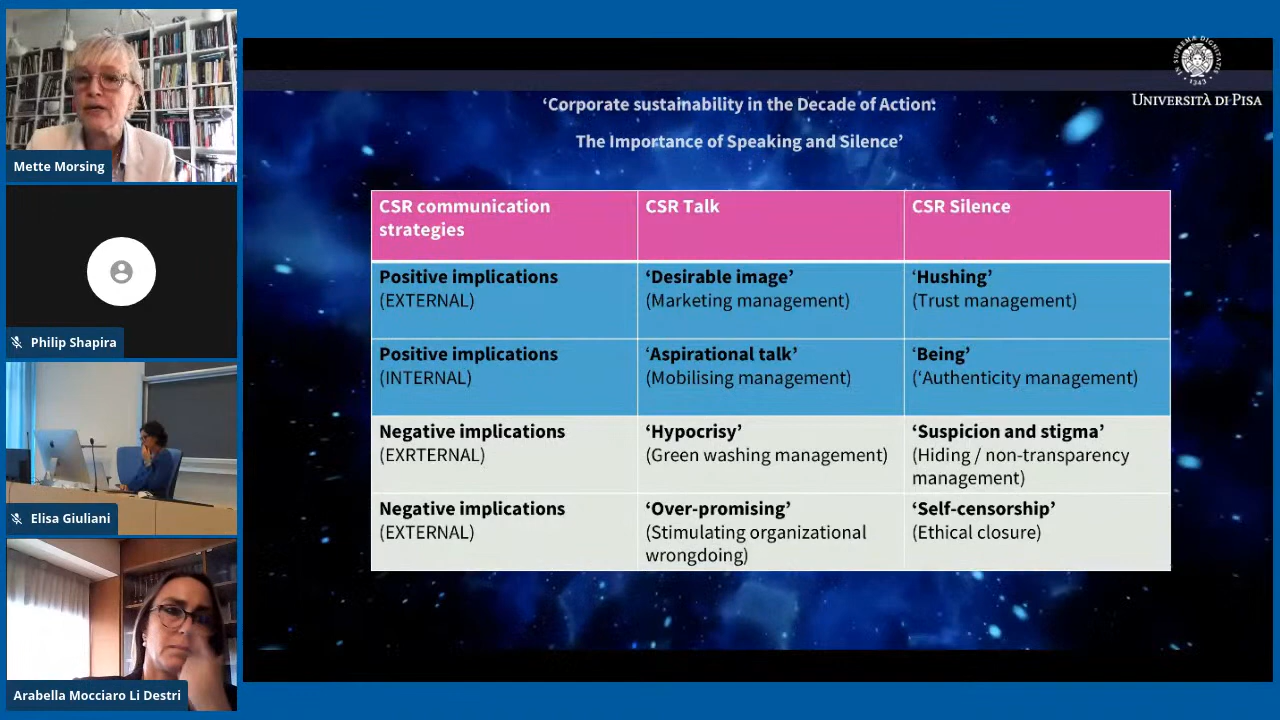 Mette Morsing
Philip Shapira
Elisa Giuliani
Arabella Mocciaro Li Destri
IN SUPREMÆ DIGNITATIS
1343
UNIVERSITÀ DI PISA
‘Corporate sustainability in the Decade of Action:
The Importance of Speaking and Silence’
CSR communication
strategies
CSR Talk
CSR Silence
Positive implications
(EXTERNAL)
‘Desirable image’
(Marketing management)
‘Hushing’
(Trust management)
Positive implications
(INTERNAL)
‘Aspirational talk’
(Mobilising management)
‘Being’
(‘Authenticity management)
Negative implications
(EXRTERNAL)
‘Hypocrisy’
(Green washing management)
‘Suspicion and stigma’
(Hiding / non-transparency
management)
Negative implications
(EXTERNAL)
‘Over-promising’
(Stimulating organizational
wrongdoing)
‘Self-censorship’
(Ethical closure)